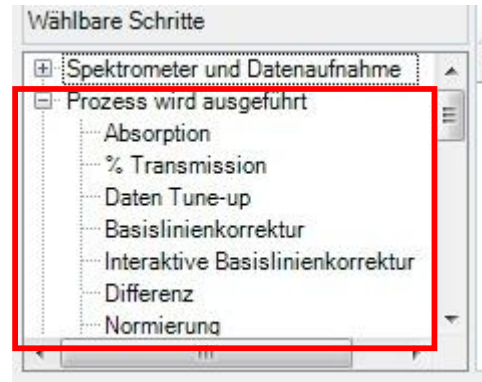 Wählbare Schritte
Spektrometer und Datenaufnahme
Prozess wird ausgeführt
Absorption
% Transmission
Daten Tune-up
Basislinienkorrektur
Interaktive Basislinienkorrektur
Differenz
Normierung